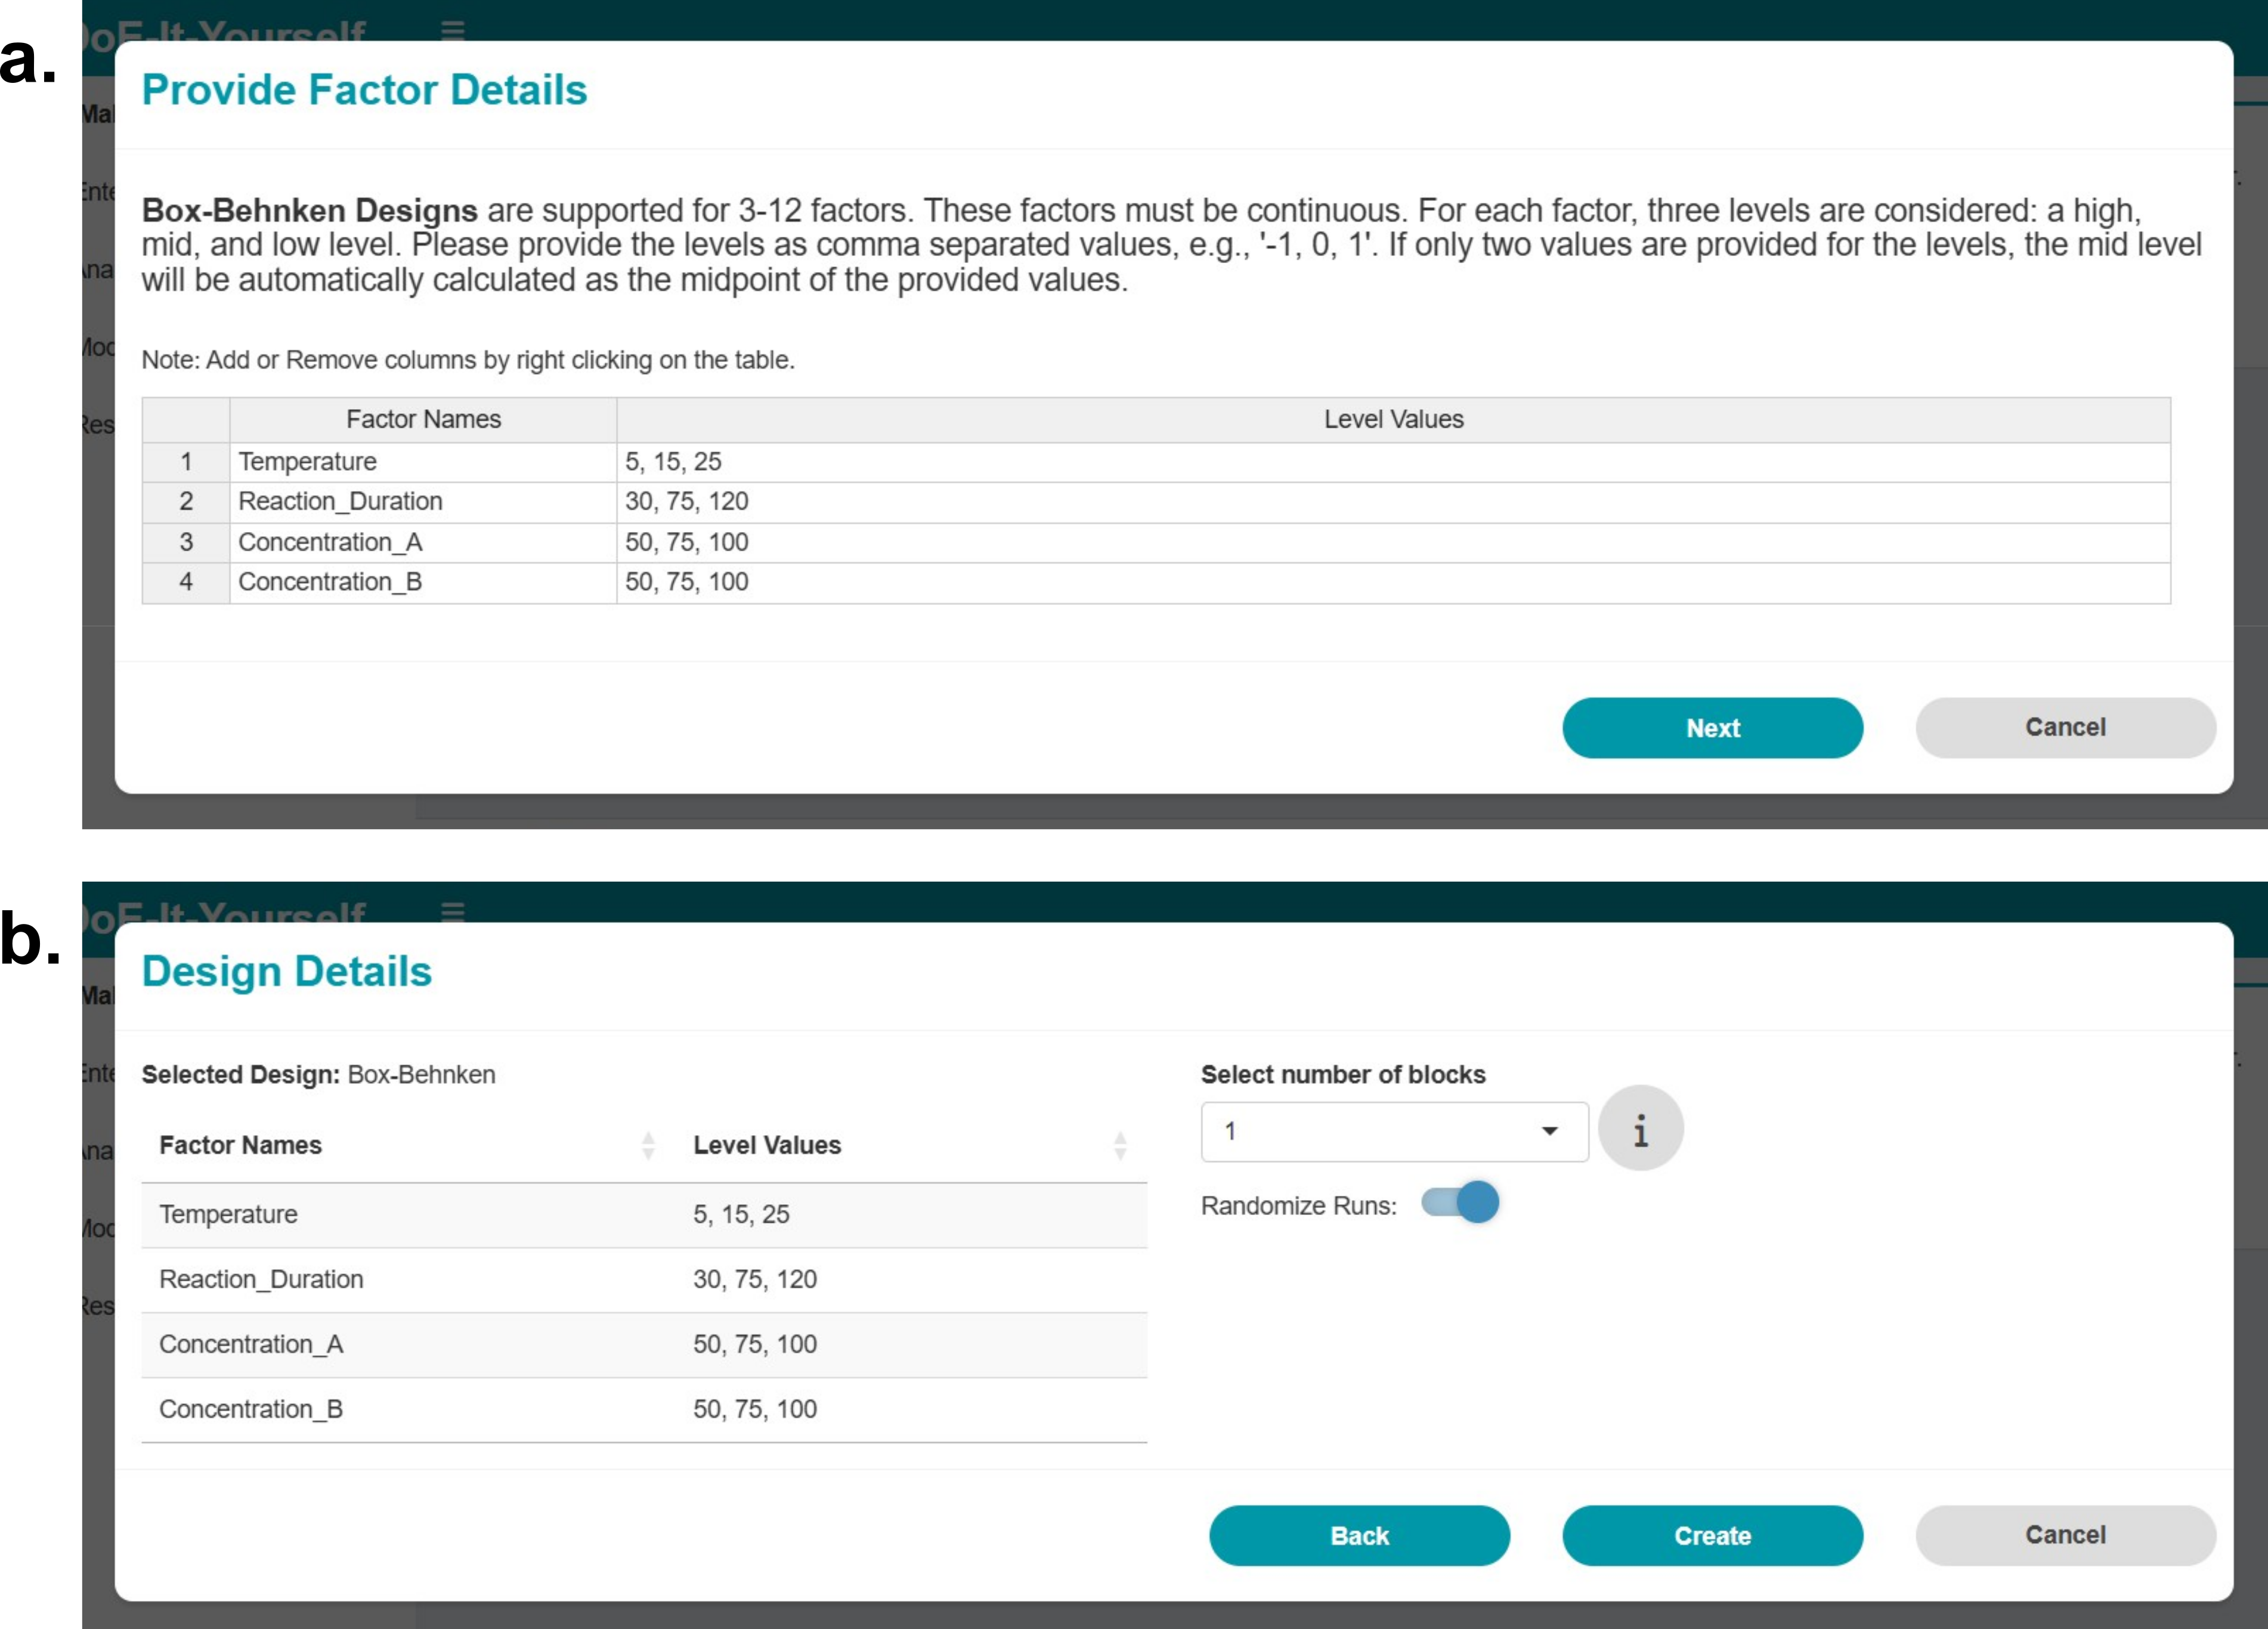 a.
DoE-It-Yourself
Provide Factor Details
Box-Behnken Designs are supported for 3-12 factors. These factors must be continuous. For each factor, three levels are considered: a high,
mid, and low level. Please provide the levels as comma separated values, e.g., '-1, 0, 1'. If only two values are provided for the levels, the mid level
will be automatically calculated as the midpoint of the provided values.
Note: Add or Remove columns by right clicking on the table.
Factor Names Level Values
1 Temperature 5, 15, 25
2 Reaction_Duration 30, 75, 120
3 Concentration_A 50, 75, 100
4 Concentration_B 50, 75, 100
Next Cancel
b.
DoE-It-Yourself
Design Details
Selected Design: Box-Behnken Select number of blocks
1 i
Factor Names Level Values
Randomize Runs:
Temperature 5, 15, 25
Reaction_Duration 30, 75, 120
Concentration_A 50, 75, 100
Concentration_B 50, 75, 100
Back Create Cancel